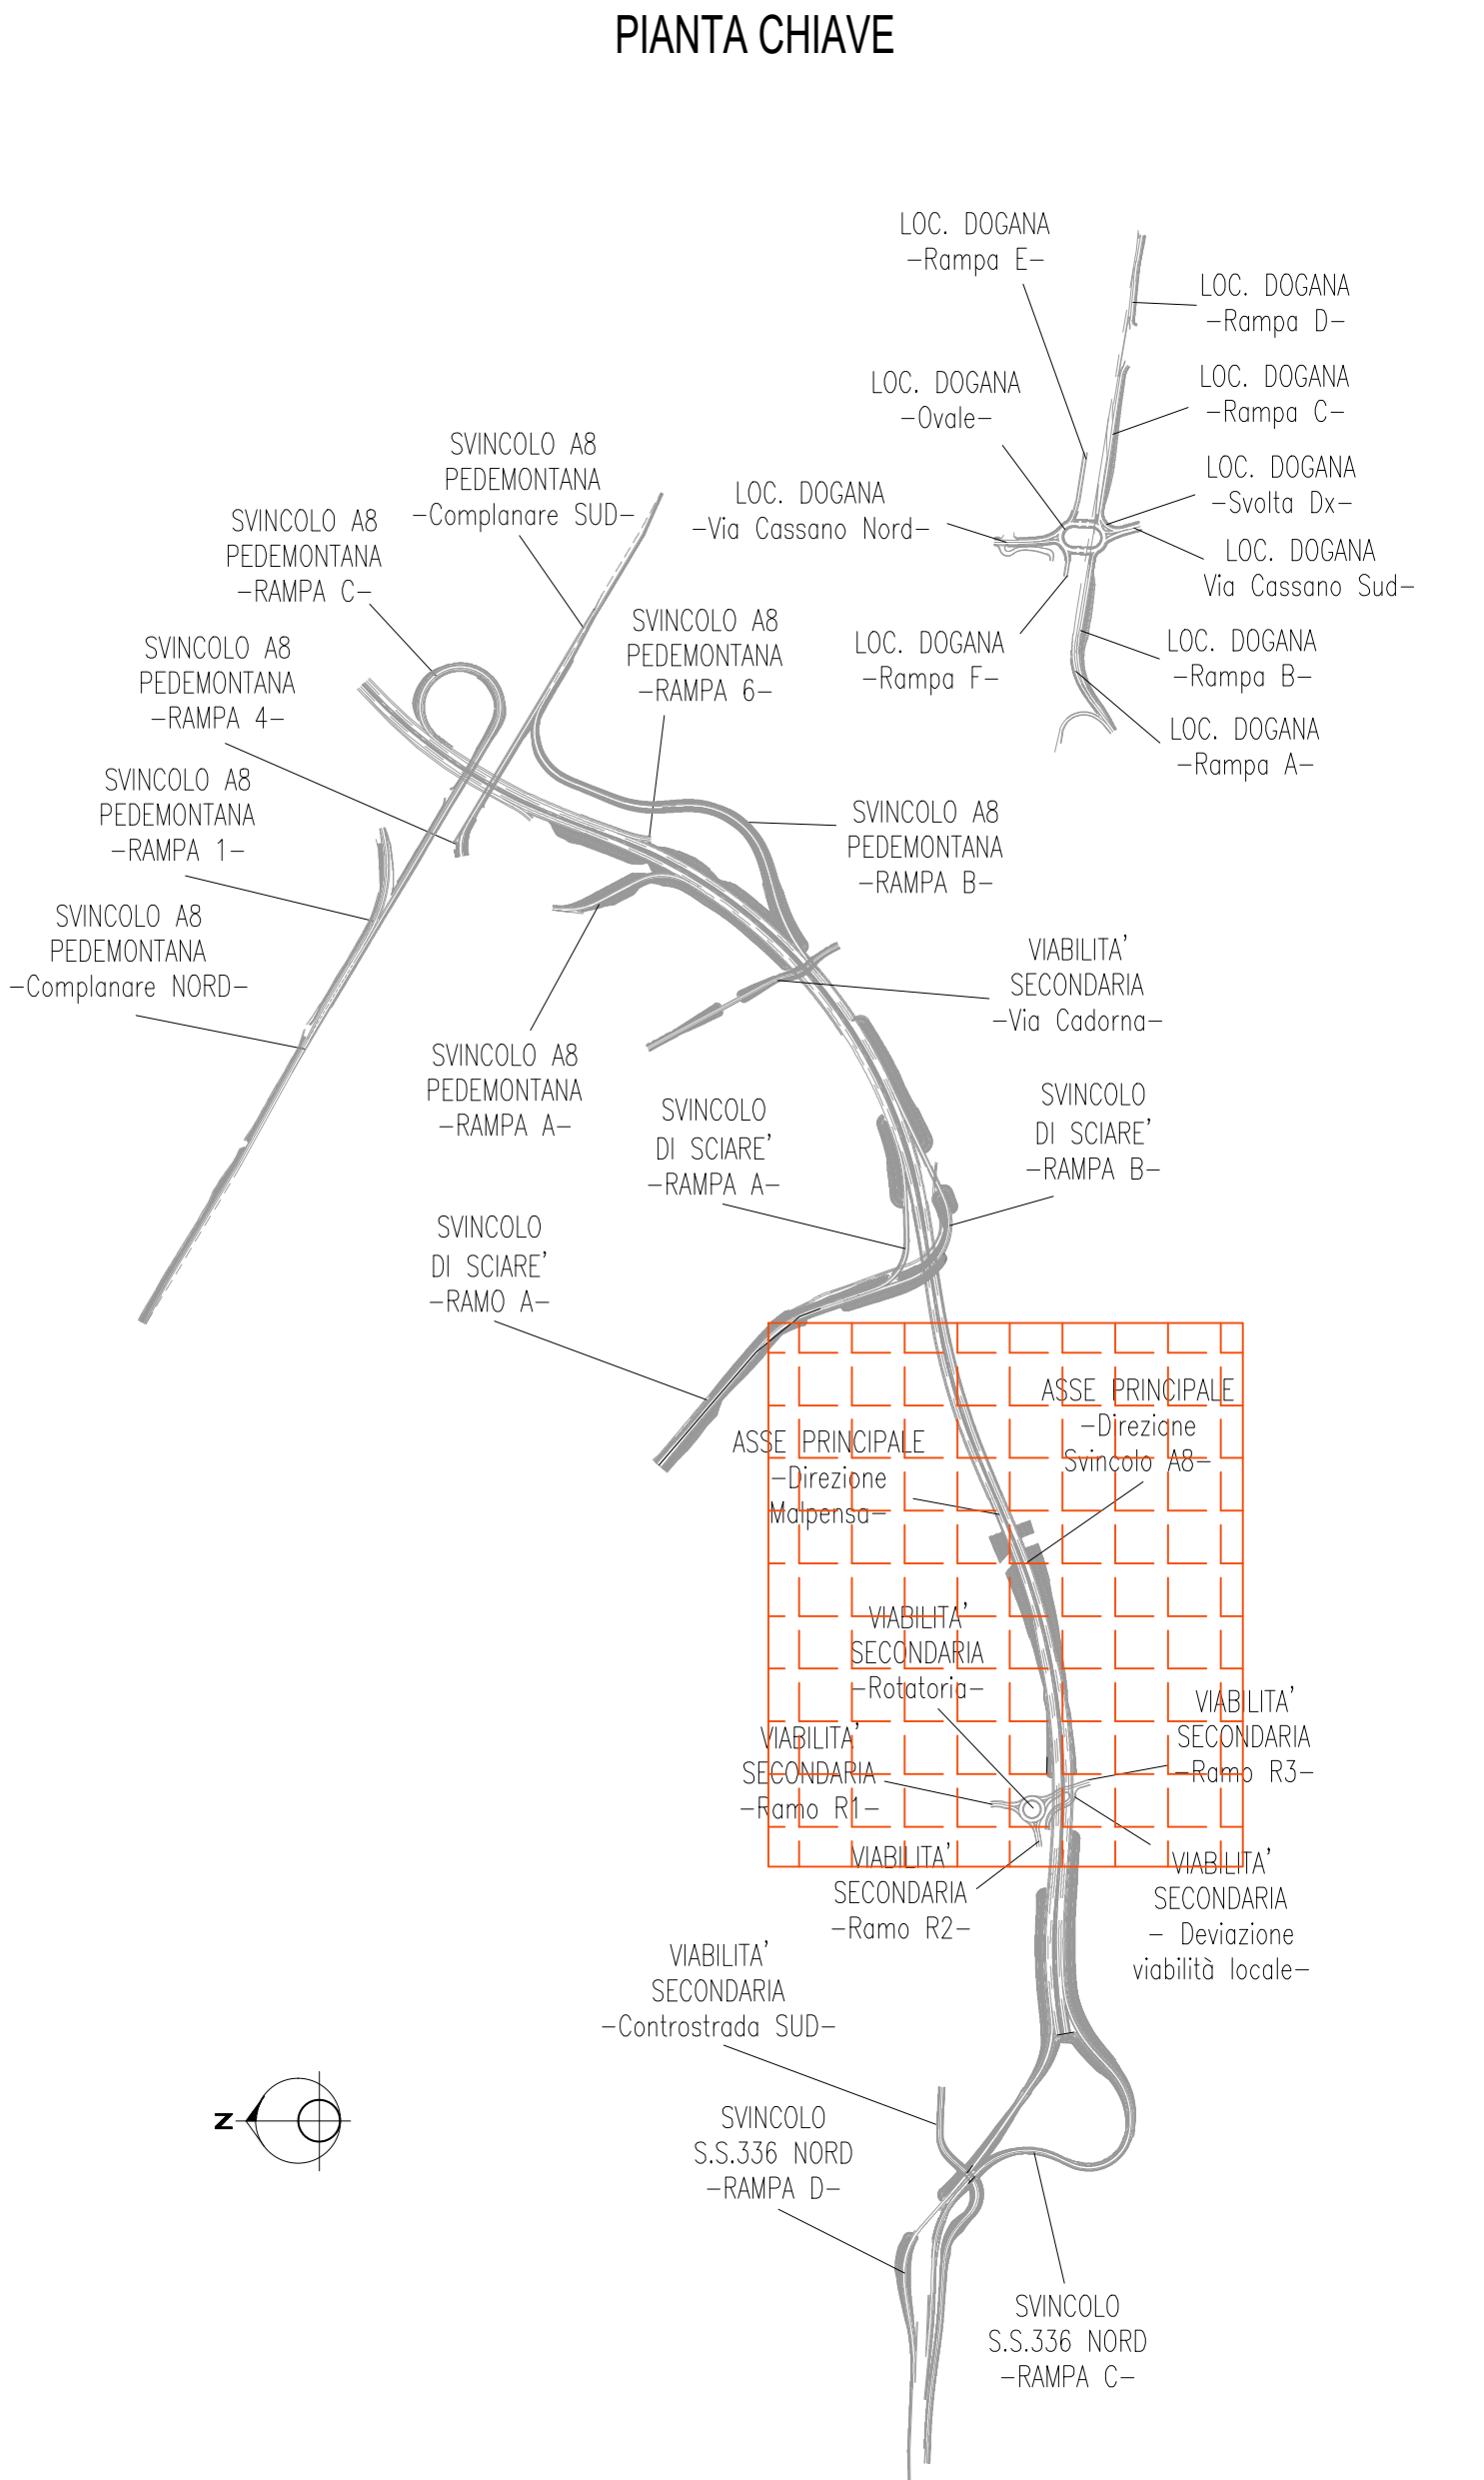 PIANTA CHIAVE
LOC. DOGANA
-Rampa E-
LOC. DOGANA
-Rampa D-
LOC. DOGANA
-Ovale-
LOC. DOGANA
-Rampa C-
SVINCOLO A8
PEDEMONTANA
-Complanare SUD-
LOC. DOGANA
-Svolta Dx-
LOC. DOGANA
-Via Cassano Nord-
SVINCOLO A8
PEDEMONTANA
-RAMPA C-
LOC. DOGANA
Via Cassano Sud-
SVINCOLO A8
PEDEMONTANA
-RAMPA 6-
LOC. DOGANA
-Rampa F-
LOC. DOGANA
-Rampa B-
SVINCOLO A8
PEDEMONTANA
-RAMPA 4-
LOC. DOGANA
-Rampa A-
SVINCOLO A8
PEDEMONTANA
-RAMPA 1-
SVINCOLO A8
PEDEMONTANA
-RAMPA B-
SVINCOLO A8
PEDEMONTANA
-Complanare NORD-
VIABILITA'
SECONDARIA
-Via Cadorna-
SVINCOLO A8
PEDEMONTANA
-RAMPA A-
SVINCOLO
DI SCIARE'
-RAMPA A-
SVINCOLO
DI SCIARE'
-RAMPA B-
SVINCOLO
DI SCIARE'
-RAMO A-
ASSE PRINCIPALE
-Direzione
Svincolo A8-
ASSE PRINCIPALE
-Direzione
Malpensa-
VIABILITA'
SECONDARIA
-Rotatoria-
VIABILITA'
SECONDARIA
-Ramo R3-
VIABILITA'
SECONDARIA
-Ramo R1-
VIABILITA'
SECONDARIA
-Ramo R2-
VIABILITA'
SECONDARIA
- Deviazione
viabilità locale-
VIABILITA'
SECONDARIA
-Controstrada SUD-
N
SVINCOLO
S.S.336 NORD
-RAMPA D-
SVINCOLO
S.S.336 NORD
-RAMPA C-